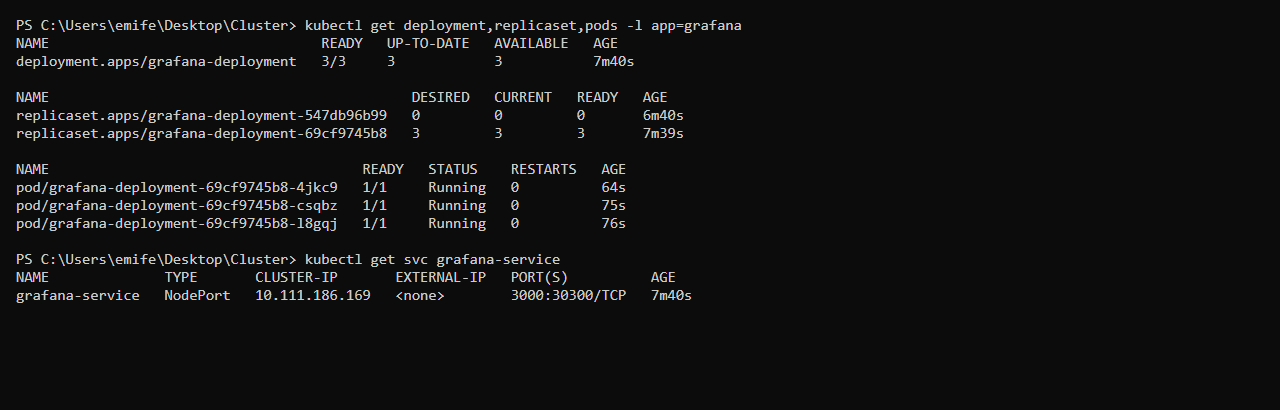 PS C:\Users\emife\Desktop\Cluster> kubectl get deployment,replicaset,pods -l app=grafana
NAME                                 READY   UP-TO-DATE   AVAILABLE   AGE
deployment.apps/grafana-deployment   3/3     3            3           7m40s
NAME                                            DESIRED   CURRENT   READY   AGE
replicaset.apps/grafana-deployment-547db96b99   0         0         0       6m40s
replicaset.apps/grafana-deployment-69cf9745b8   3         3         3       7m39s
NAME                                      READY   STATUS    RESTARTS   AGE
pod/grafana-deployment-69cf9745b8-4jkc9   1/1     Running   0          64s
pod/grafana-deployment-69cf9745b8-csqbz   1/1     Running   0          75s
pod/grafana-deployment-69cf9745b8-l8gqj   1/1     Running   0          76s
PS C:\Users\emife\Desktop\Cluster> kubectl get svc grafana-service
NAME              TYPE       CLUSTER-IP       EXTERNAL-IP   PORT(S)          AGE
grafana-service   NodePort   10.111.186.169   <none>        3000:30300/TCP   7m40s